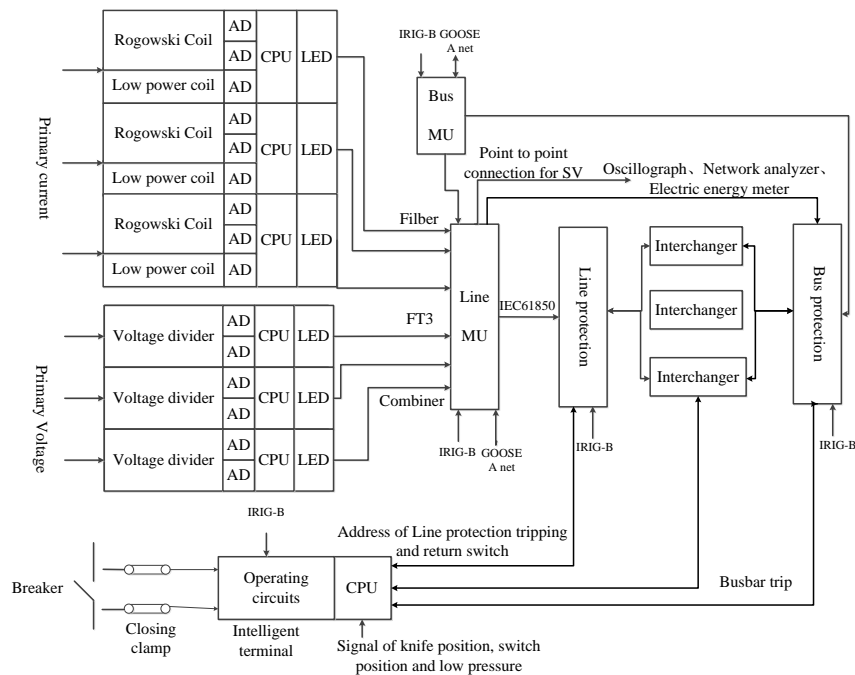 Primary current
Rogowski Coil
AD
AD
Low power coil
AD
CPU
LED
Rogowski Coil
AD
AD
Low power coil
AD
CPU
LED
Rogowski Coil
AD
AD
Low power coil
AD
CPU
LED
Primary Voltage
Voltage divider
AD
AD
CPU
LED
Voltage divider
AD
AD
CPU
LED
Voltage divider
AD
AD
CPU
LED
IRIG-B GOOSE
A net
Bus
MU
Point to point
connection for SV
Oscillograph、Network analyzer、
Electric energy meter
Filber
FT3
Combiner
Line
MU
IEC61850
IRIG-B
GOOSE
A net
Line protection
IRIG-B
Interchanger
Interchanger
Interchanger
Bus protection
IRIG-B
IRIG-B
Address of Line protection tripping
and return switch
Busbar trip
Breaker
Closing
clamp
Operating
circuits
CPU
Intelligent
terminal
Signal of knife position, switch
position and low pressure